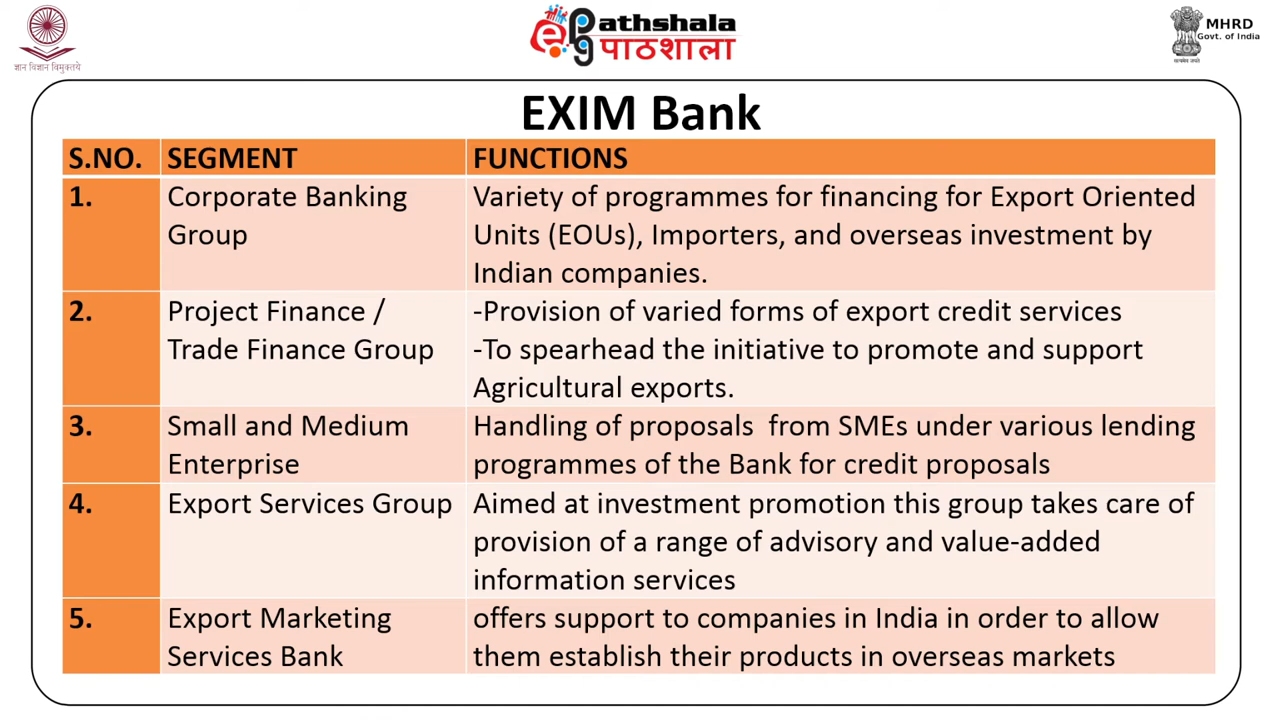 ज्ञान विज्ञान विमुक्तये
Pathshala
पाठशाला
MHRD
Govt. of India
सत्यमेव जयते
EXIM Bank
S.NO. SEGMENT FUNCTIONS
1. Corporate Banking Group
Variety of programmes for financing for Export Oriented
Units (EOUs), Importers, and overseas investment by
Indian companies.
2. Project Finance /
Trade Finance Group
-Provision of varied forms of export credit services
-To spearhead the initiative to promote and support
Agricultural exports.
3. Small and Medium
Enterprise
Handling of proposals from SMEs under various lending
programmes of the Bank for credit proposals
4. Export Services Group
Aimed at investment promotion this group takes care of
provision of a range of advisory and value-added
information services
5. Export Marketing
Services Bank
offers support to companies in India in order to allow
them establish their products in overseas markets